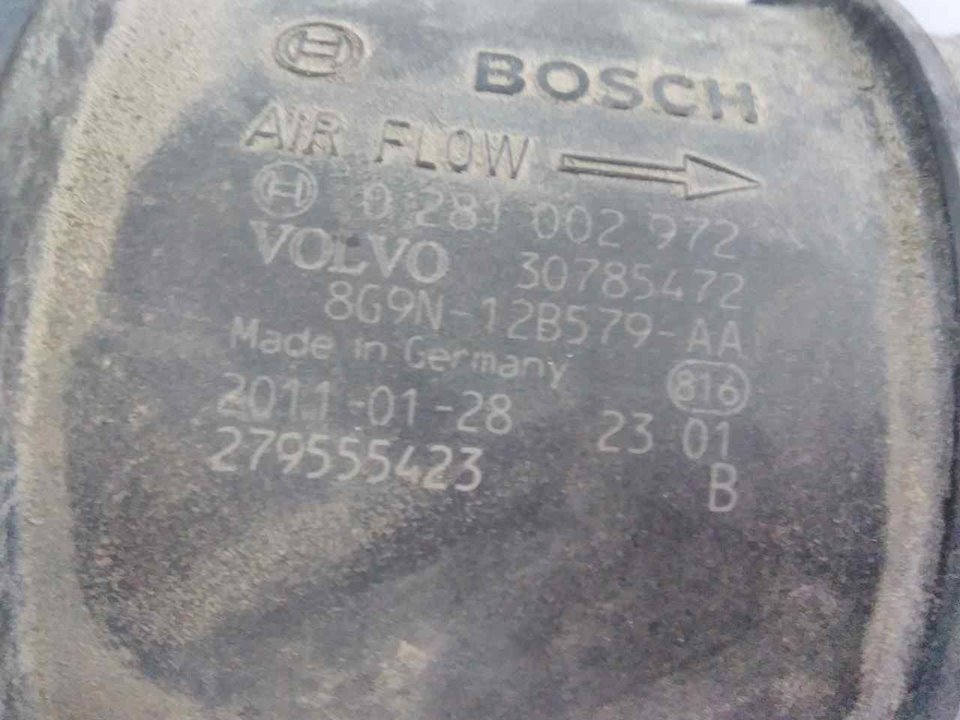 BOSCH
AIR FLOW
0 281 002 972
VOLVO 30785472
8G9N-12B579-AA
Made in Germany 816
2011-01-28 23 01
279555423 B